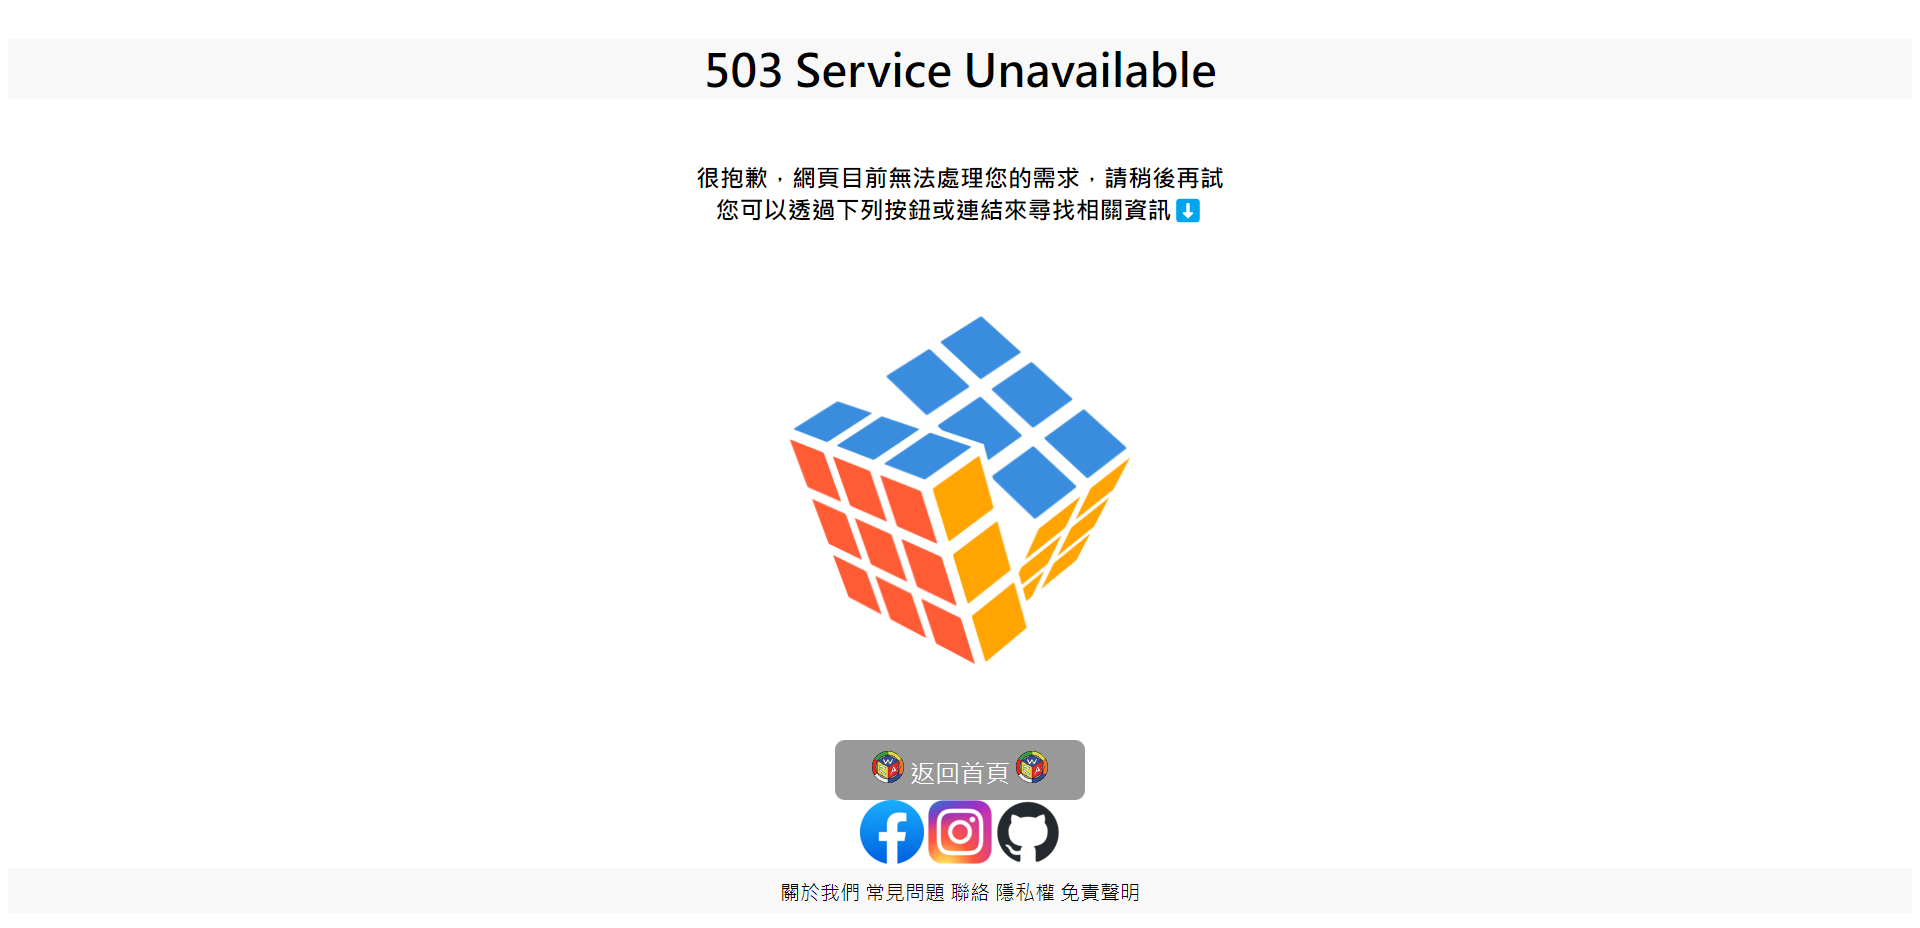 503 Service Unavailable
很抱歉，網頁目前無法處理您的需求，請稍後再試
您可以透過下列按鈕或連結來尋找相關資訊⬇️
返回首頁
關於我們 常見問題 聯絡 隱私權 免責聲明